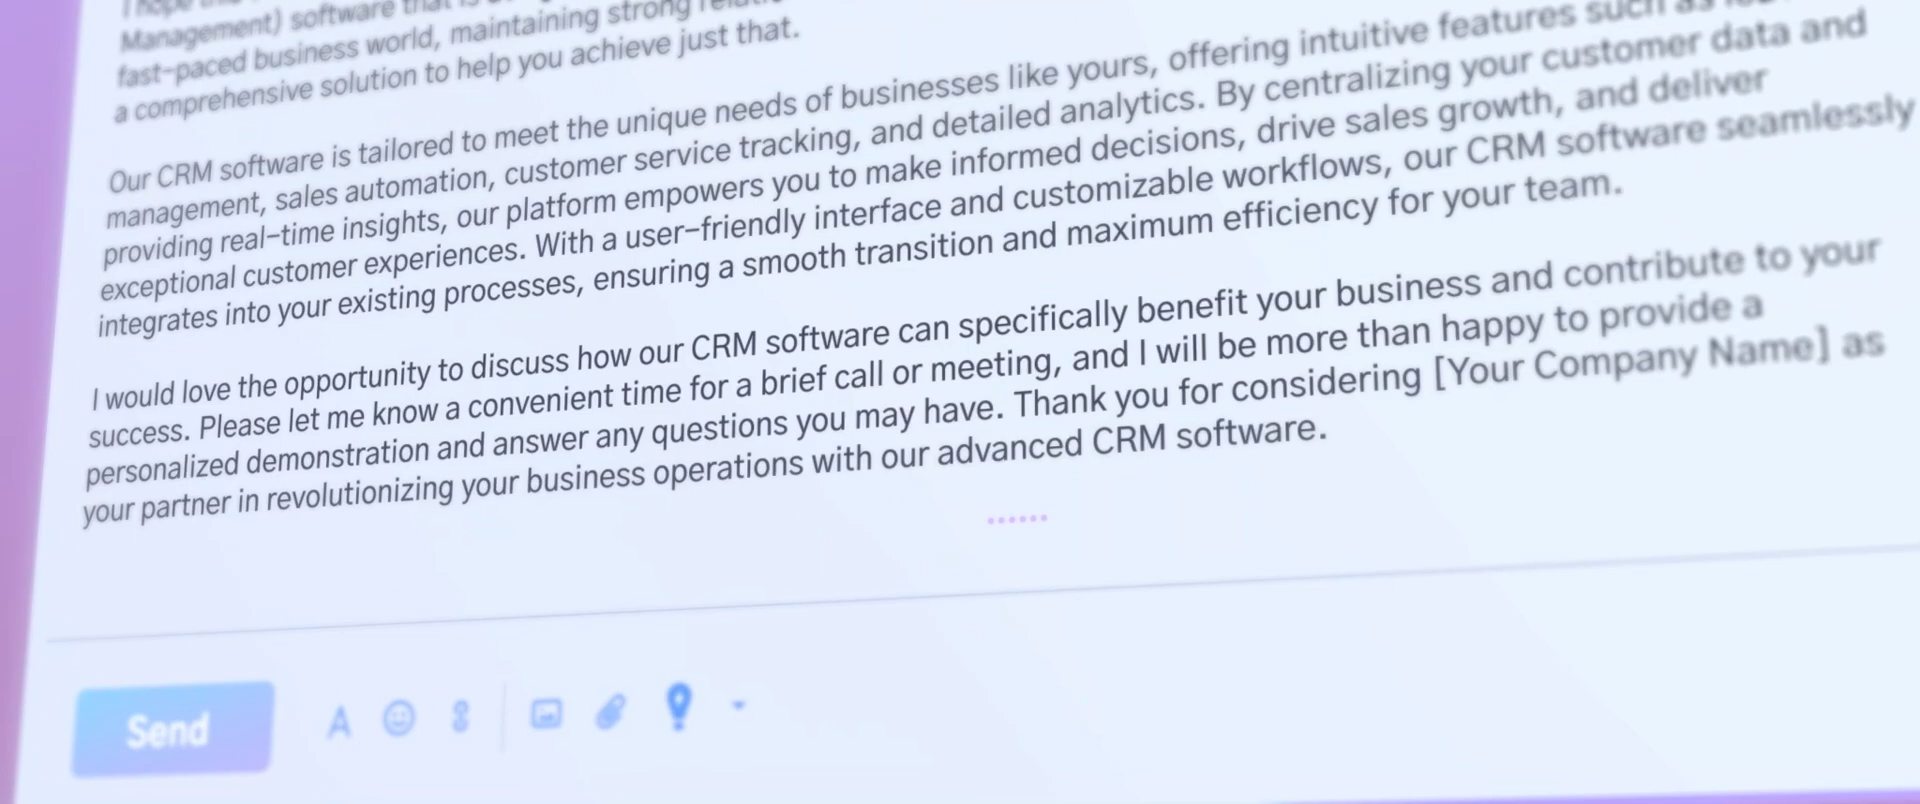 I hope this
Management) software that is
fast-paced business world, maintaining strong
a comprehensive solution to help you achieve just that.
Our CRM software is tailored to meet the unique needs of businesses like yours, offering intuitive features such as
management, sales automation, customer service tracking, and detailed analytics. By centralizing your customer data and
providing real-time insights, our platform empowers you to make informed decisions, drive sales growth, and deliver
exceptional customer experiences. With a user-friendly interface and customizable workflows, our CRM software seamlessly
integrates into your existing processes, ensuring a smooth transition and maximum efficiency for your team.
I would love the opportunity to discuss how our CRM software can specifically benefit your business and contribute to your
success. Please let me know a convenient time for a brief call or meeting, and I will be more than happy to provide a
personalized demonstration and answer any questions you may have. Thank you for considering [Your Company Name] as
your partner in revolutionizing your business operations with our advanced CRM software.
Send